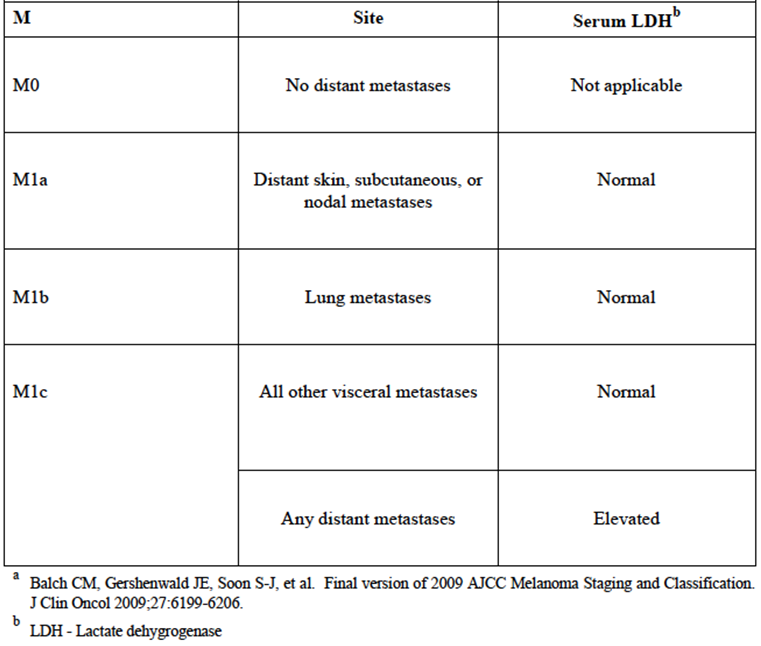 M Site Serum LDHb
M0 No distant metastases Not applicable
M1a Distant skin, subcutaneous, or Normal
nodal metastases
M1b Lung metastases Normal
M1c All other visceral metastases Normal
Any distant metastases Elevated
a Balch CM, Gershenwald JE, Soon S-J, et al. Final version of 2009 AJCC Melanoma Staging and Classification.
J Clin Oncol 2009;27:6199-6206.
b LDH - Lactate dehygrogenase